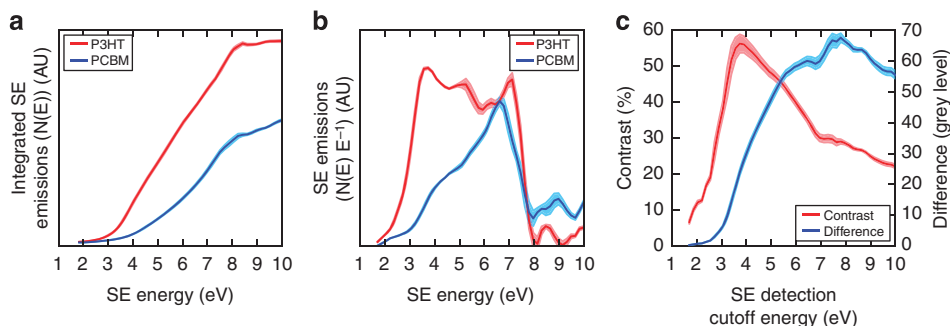 a
Integrated SE
emissions (N(E)) (AU)
P3HT
PCBM
1 2 3 4 5 6 7 8 9 10
SE energy (eV)
b
SE emissions
(N(E) E⁻¹) (AU)
P3HT
PCBM
1 2 3 4 5 6 7 8 9 10
SE energy (eV)
c
Contrast (%)
60
50
40
30
20
10
0
Contrast
Difference
70
60
50
40
30
20
10
0
Difference (grey level)
1 2 3 4 5 6 7 8 9 10
SE detection
cutoff energy (eV)